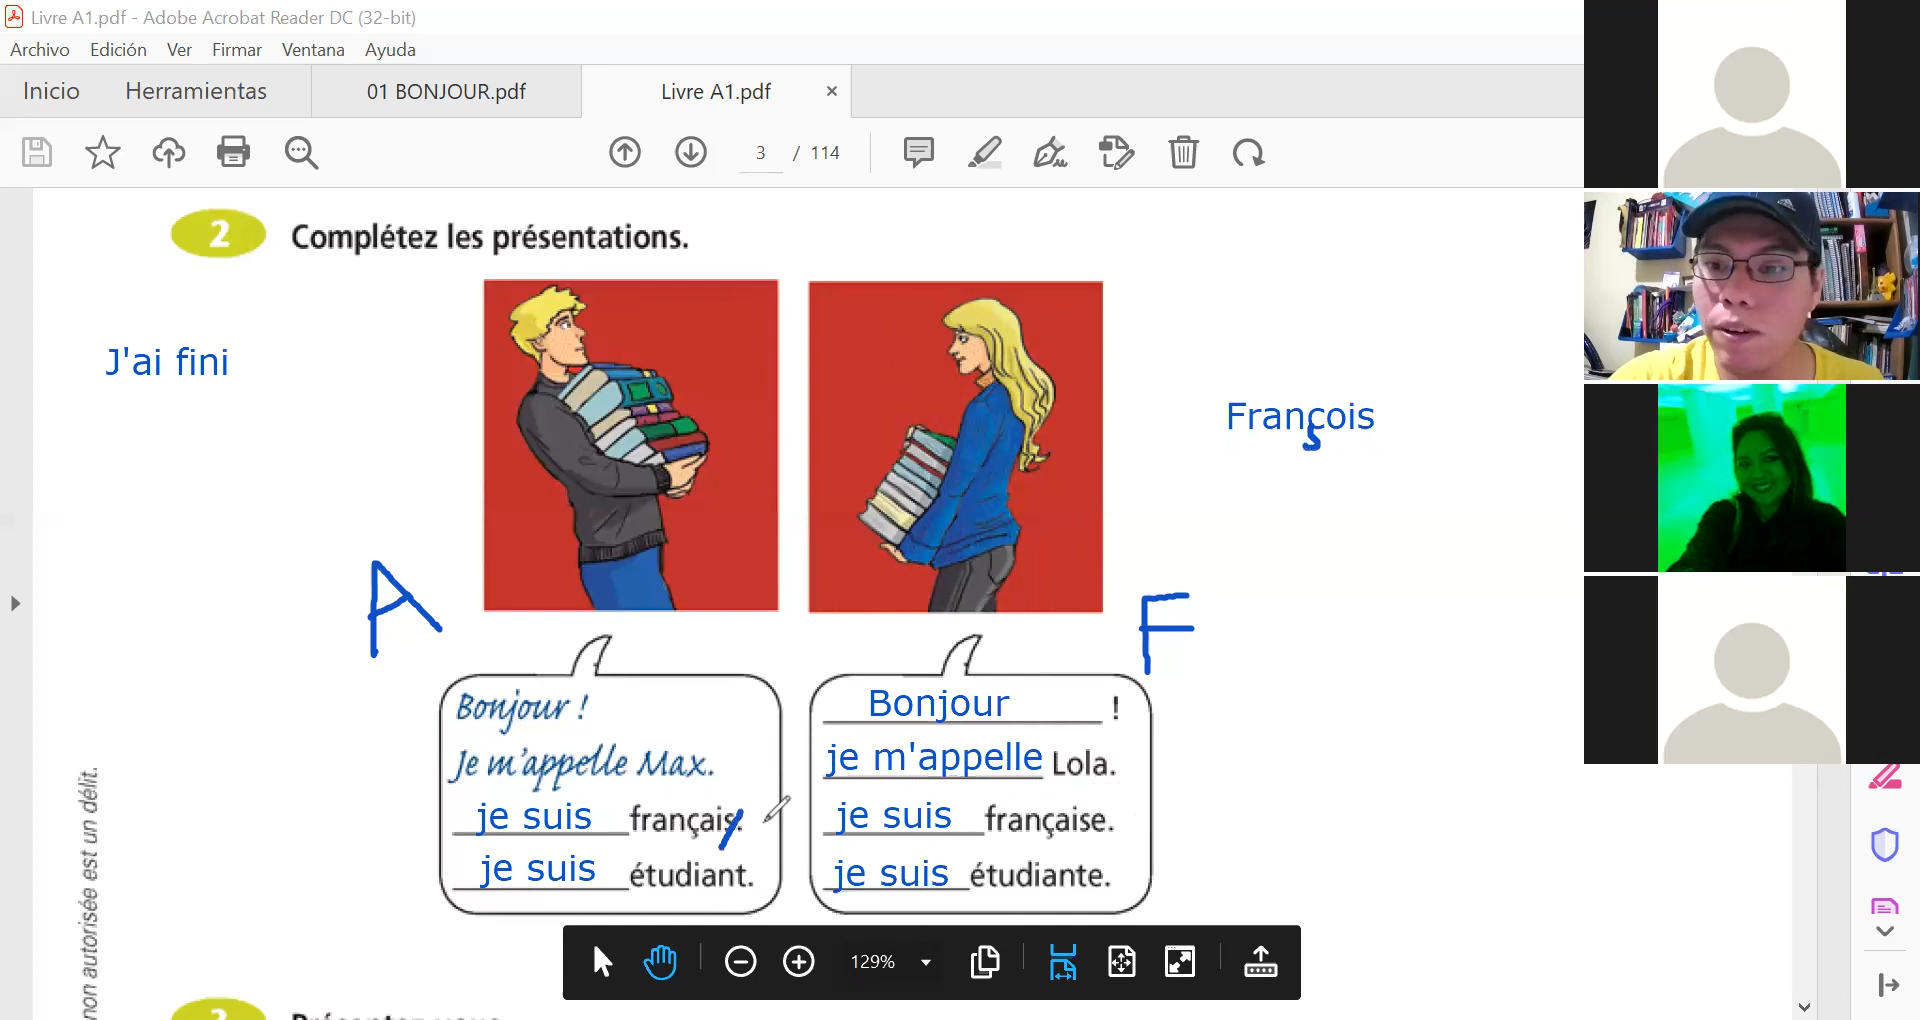 Livre A1.pdf - Adobe Acrobat Reader DC (32-bit)
Archivo Edición Ver Firmar Ventana Ayuda
Inicio Herramientas 01 BONJOUR.pdf Livre A1.pdf ×
3 / 114
2 Complétez les présentations.
J'ai fini
François
A
F
Bonjour !
Je m'appelle Max.
je suis français.
je suis étudiant.
Bonjour !
je m'appelle Lola.
je suis française.
je suis étudiante.
non autorisée est un délit.
129%